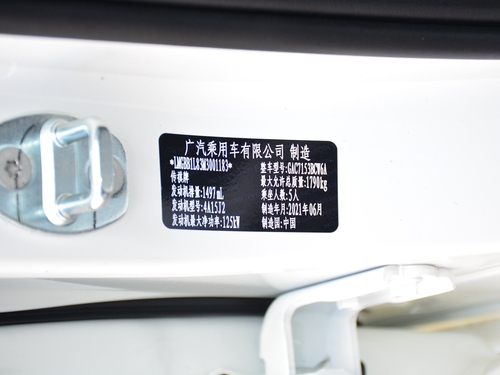 广汽乘用车有限公司 制造
*LMGBB1L83M3001183* 整车型号:GAC7153BCW6A
传祺牌 最大允许总质量:1790kg
发动机排量:1497mL 乘坐人数:5人
发动机型号:4A15J2 制造年月:2021年06月
发动机最大净功率:125kW 制造国:中国